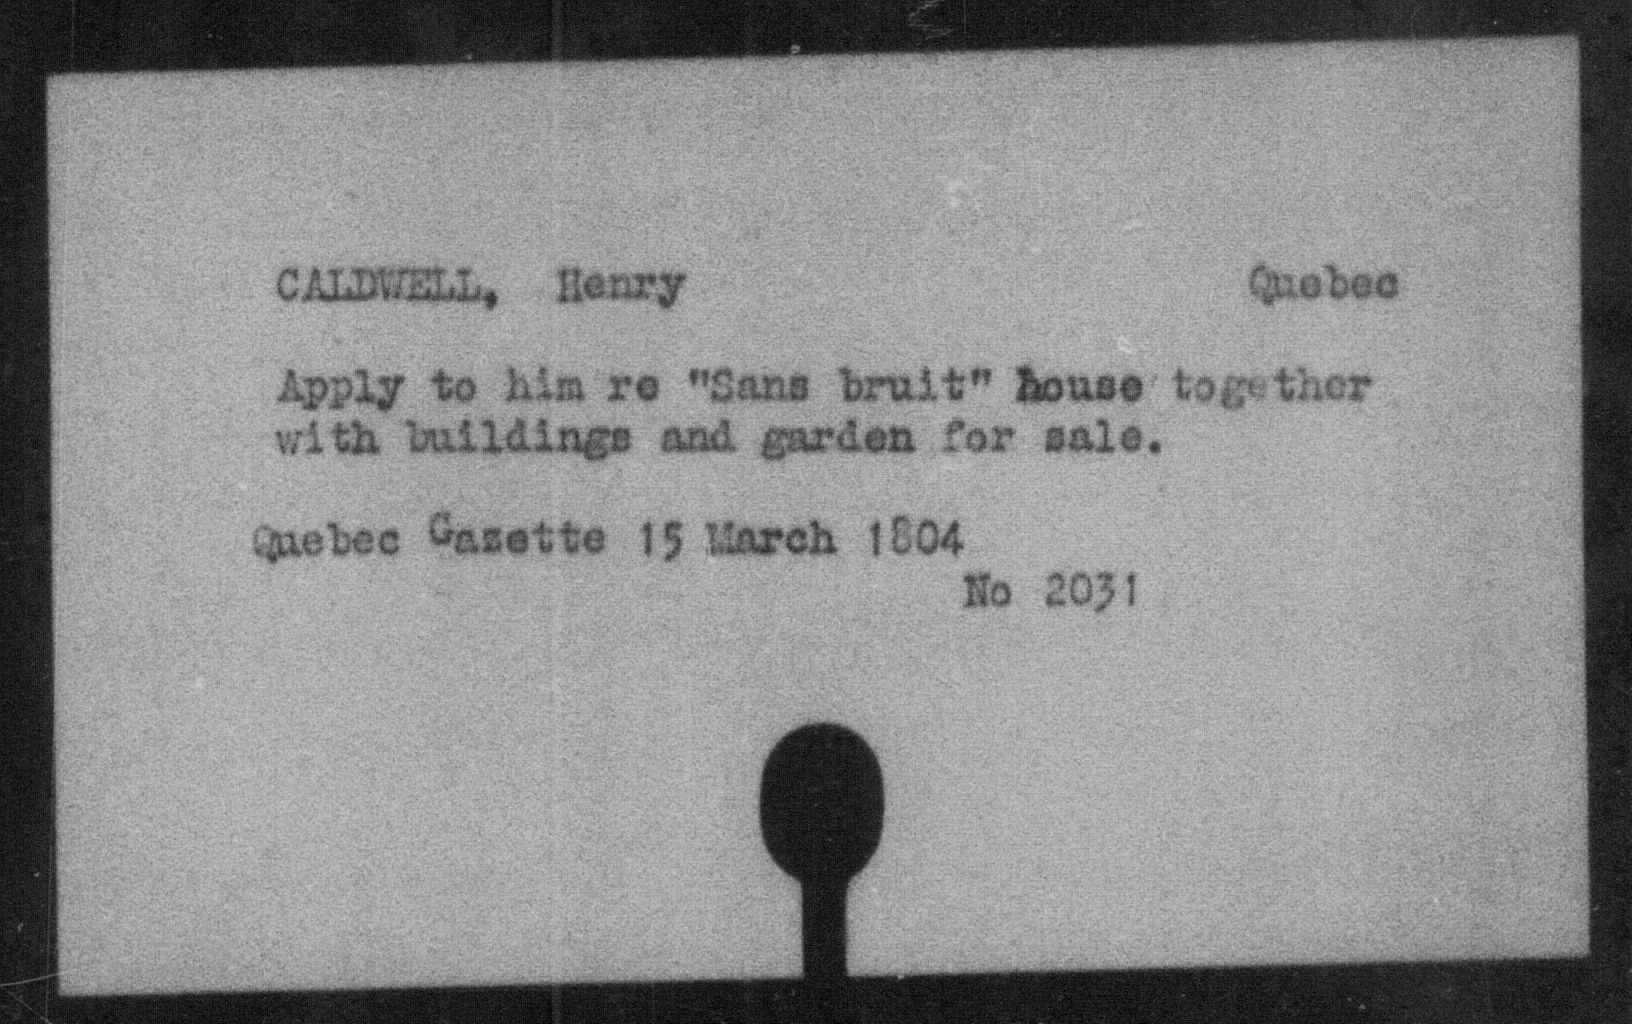 CALDWELL, Henry Quebec
Apply to him re "Sans bruit" house together
with buildings and garden for sale.
Quebec Gazette 15 March 1804
No 2031